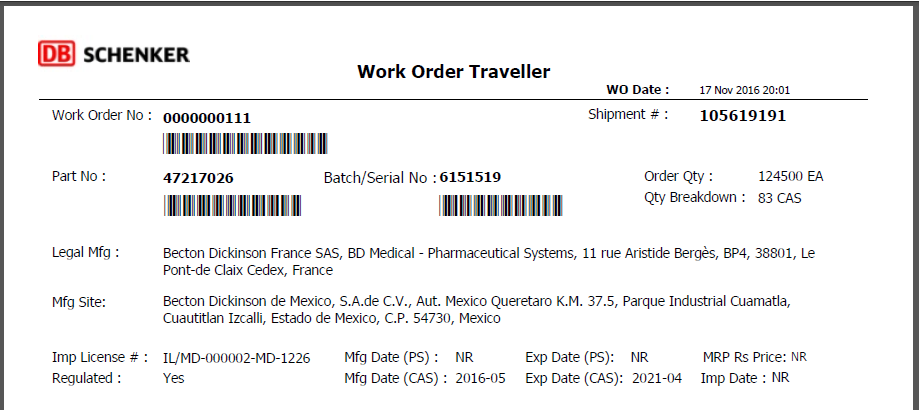 DB SCHENKER
Work Order Traveller
WO Date : 17 Nov 2016 20:01
Work Order No : 0000000111 Shipment # : 105619191
Part No : 47217026 Batch/Serial No : 6151519 Order Qty : 124500 EA
Qty Breakdown : 83 CAS
Legal Mfg : Becton Dickinson France SAS, BD Medical - Pharmaceutical Systems, 11 rue Aristide Bergès, BP4, 38801, Le
Pont-de Claix Cedex, France
Mfg Site: Becton Dickinson de Mexico, S.A.de C.V., Aut. Mexico Queretaro K.M. 37.5, Parque Industrial Cuamatla,
Cuautitlan Izcalli, Estado de Mexico, C.P. 54730, Mexico
Imp License # : IL/MD-000002-MD-1226 Mfg Date (PS) : NR Exp Date (PS): NR MRP Rs Price: NR
Regulated : Yes Mfg Date (CAS) : 2016-05 Exp Date (CAS): 2021-04 Imp Date : NR